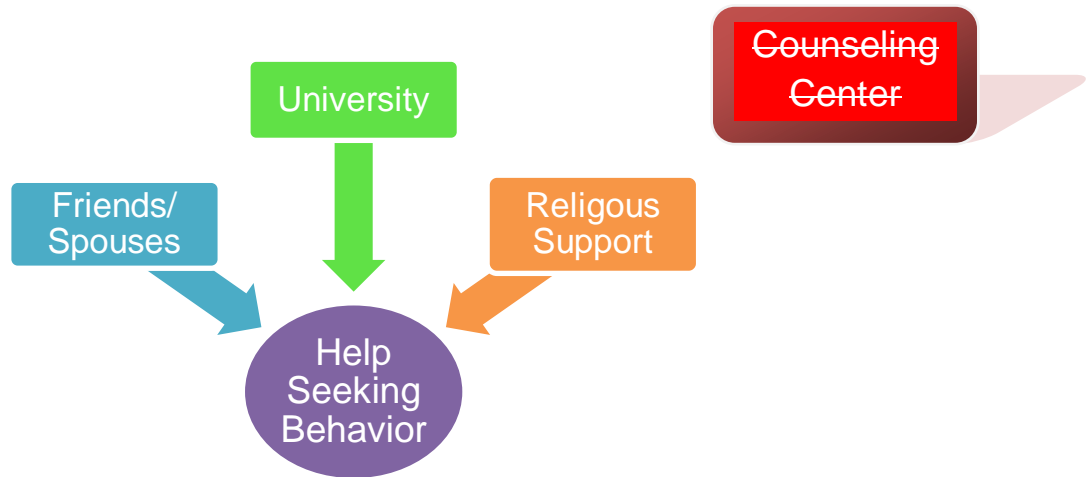 Counseling
Center
University
Friends/
Spouses
Religous
Support
Help
Seeking
Behavior